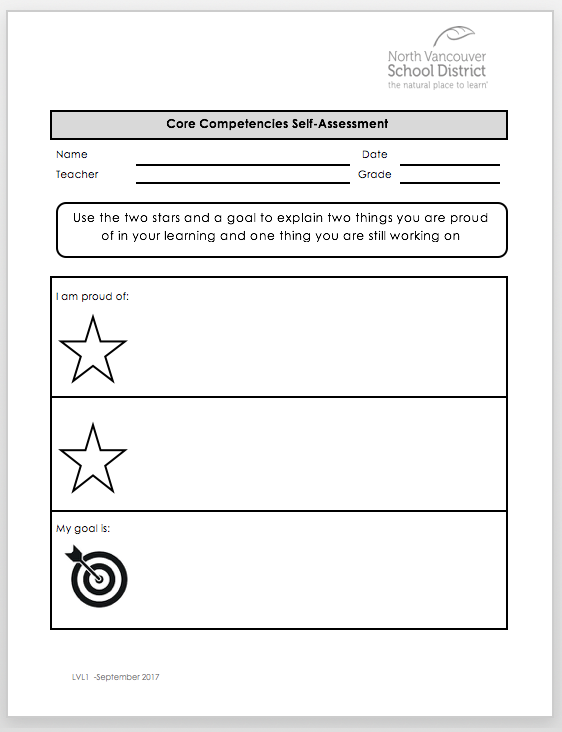 North Vancouver
School District
the natural place to learn
Core Competencies Self-Assessment
Name Date
Teacher Grade
Use the two stars and a goal to explain two things you are proud
of in your learning and one thing you are still working on
I am proud of:
My goal is:
LVL1 -September 2017